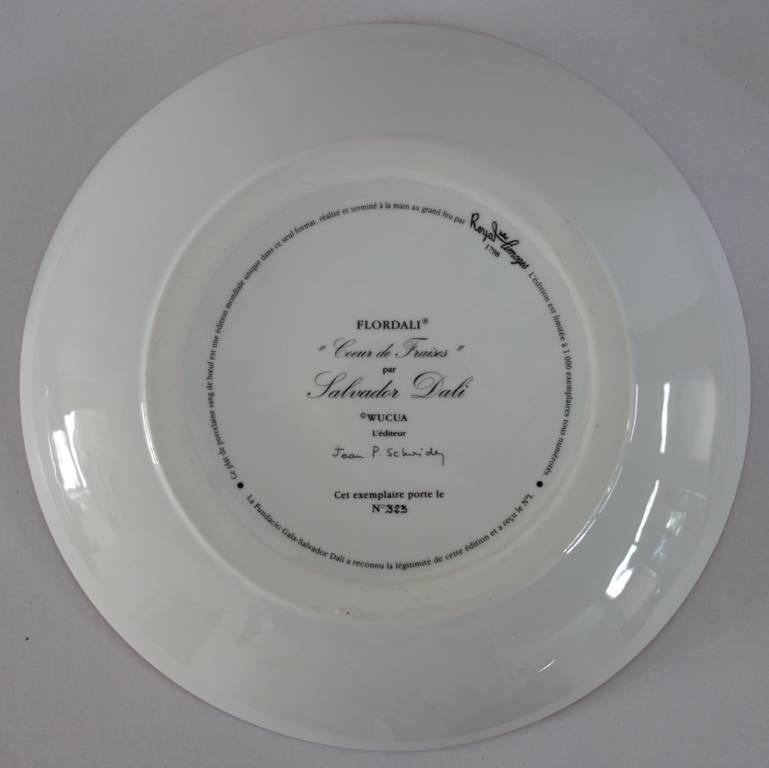 Ce plat de porcelaine sang de bœuf est une édition mondiale unique dans ce seul format, réalisé et terminé à la main au grand feu par Royal de Limoges 1798 L'édition est limitée à 1 000 exemplaires tous numérotés.
FLORDALI®
" Coeur de Fraises "
par
Salvador Dali
©WUCUA
L'éditeur
Jean P. Schneider
Cet exemplaire porte le
N° 323
La Fundacio Gala-Salvador Dali a reconnu la légitimité de cette édition et a reçu le N°1.